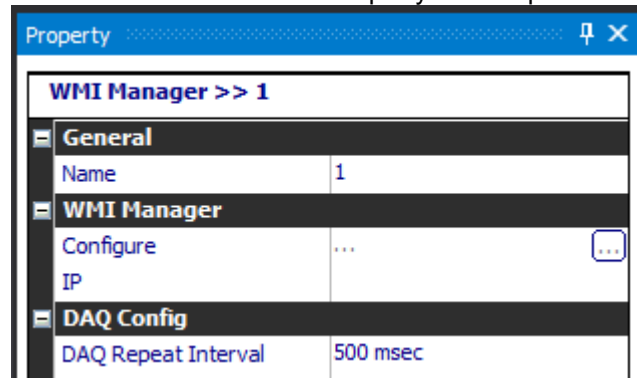 Property
WMI Manager >> 1
General
Name 1
WMI Manager
Configure ... ...
IP
DAQ Config
DAQ Repeat Interval 500 msec